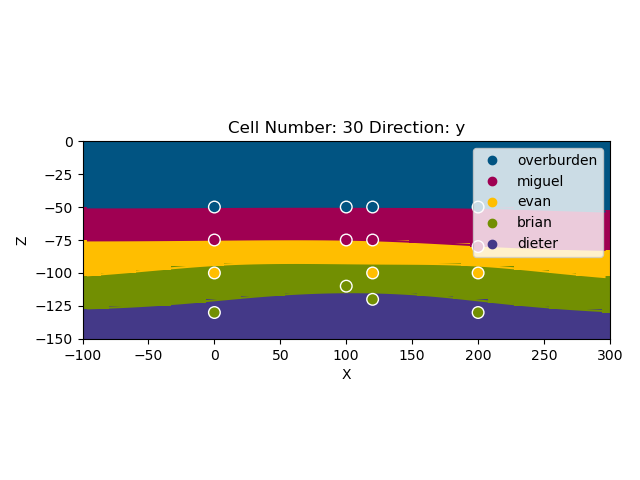 Cell Number: 30 Direction: y
0
−25
−50
−75
−100
−125
−150
Z
overburden
miguel
evan
brian
dieter
−100 −50 0 50 100 150 200 250 300
X